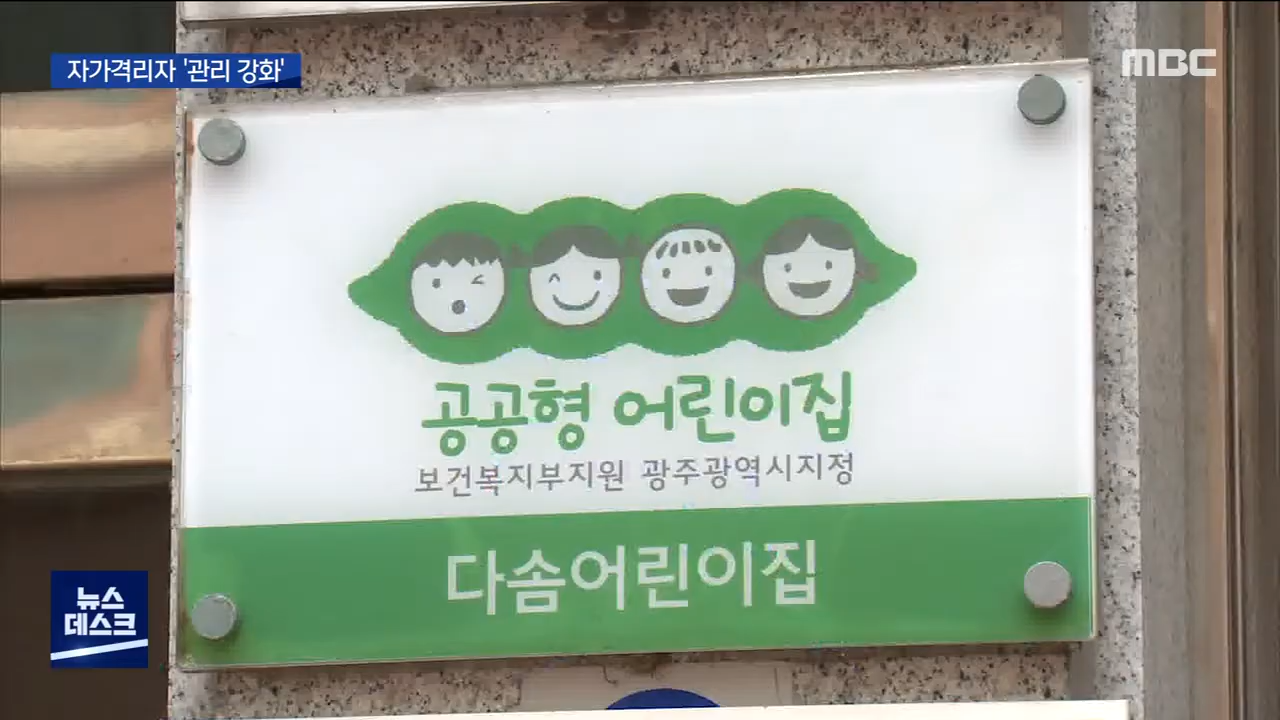 자가격리자 '관리 강화'
MBC
공공형 어린이집
보건복지부지원 광주광역시지정
다솜어린이집
뉴스
데스크